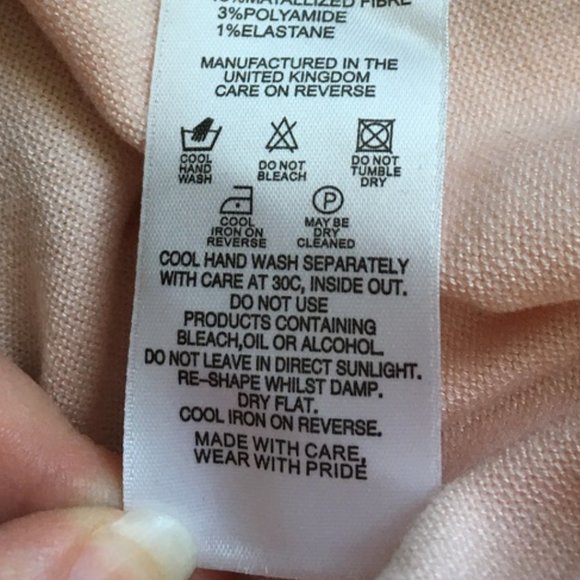 MATALLIZED FIBRE
3%POLYAMIDE
1%ELASTANE
MANUFACTURED IN THE
UNITED KINGDOM
CARE ON REVERSE
COOL
HAND
WASH
DO NOT
BLEACH
DO NOT
TUMBLE
DRY
COOL
IRON ON
REVERSE
P
MAY BE
DRY
CLEANED
COOL HAND WASH SEPARATELY
WITH CARE AT 30C, INSIDE OUT.
DO NOT USE
PRODUCTS CONTAINING
BLEACH,OIL OR ALCOHOL.
DO NOT LEAVE IN DIRECT SUNLIGHT.
RE-SHAPE WHILST DAMP.
DRY FLAT.
COOL IRON ON REVERSE.
MADE WITH CARE,
WEAR WITH PRIDE